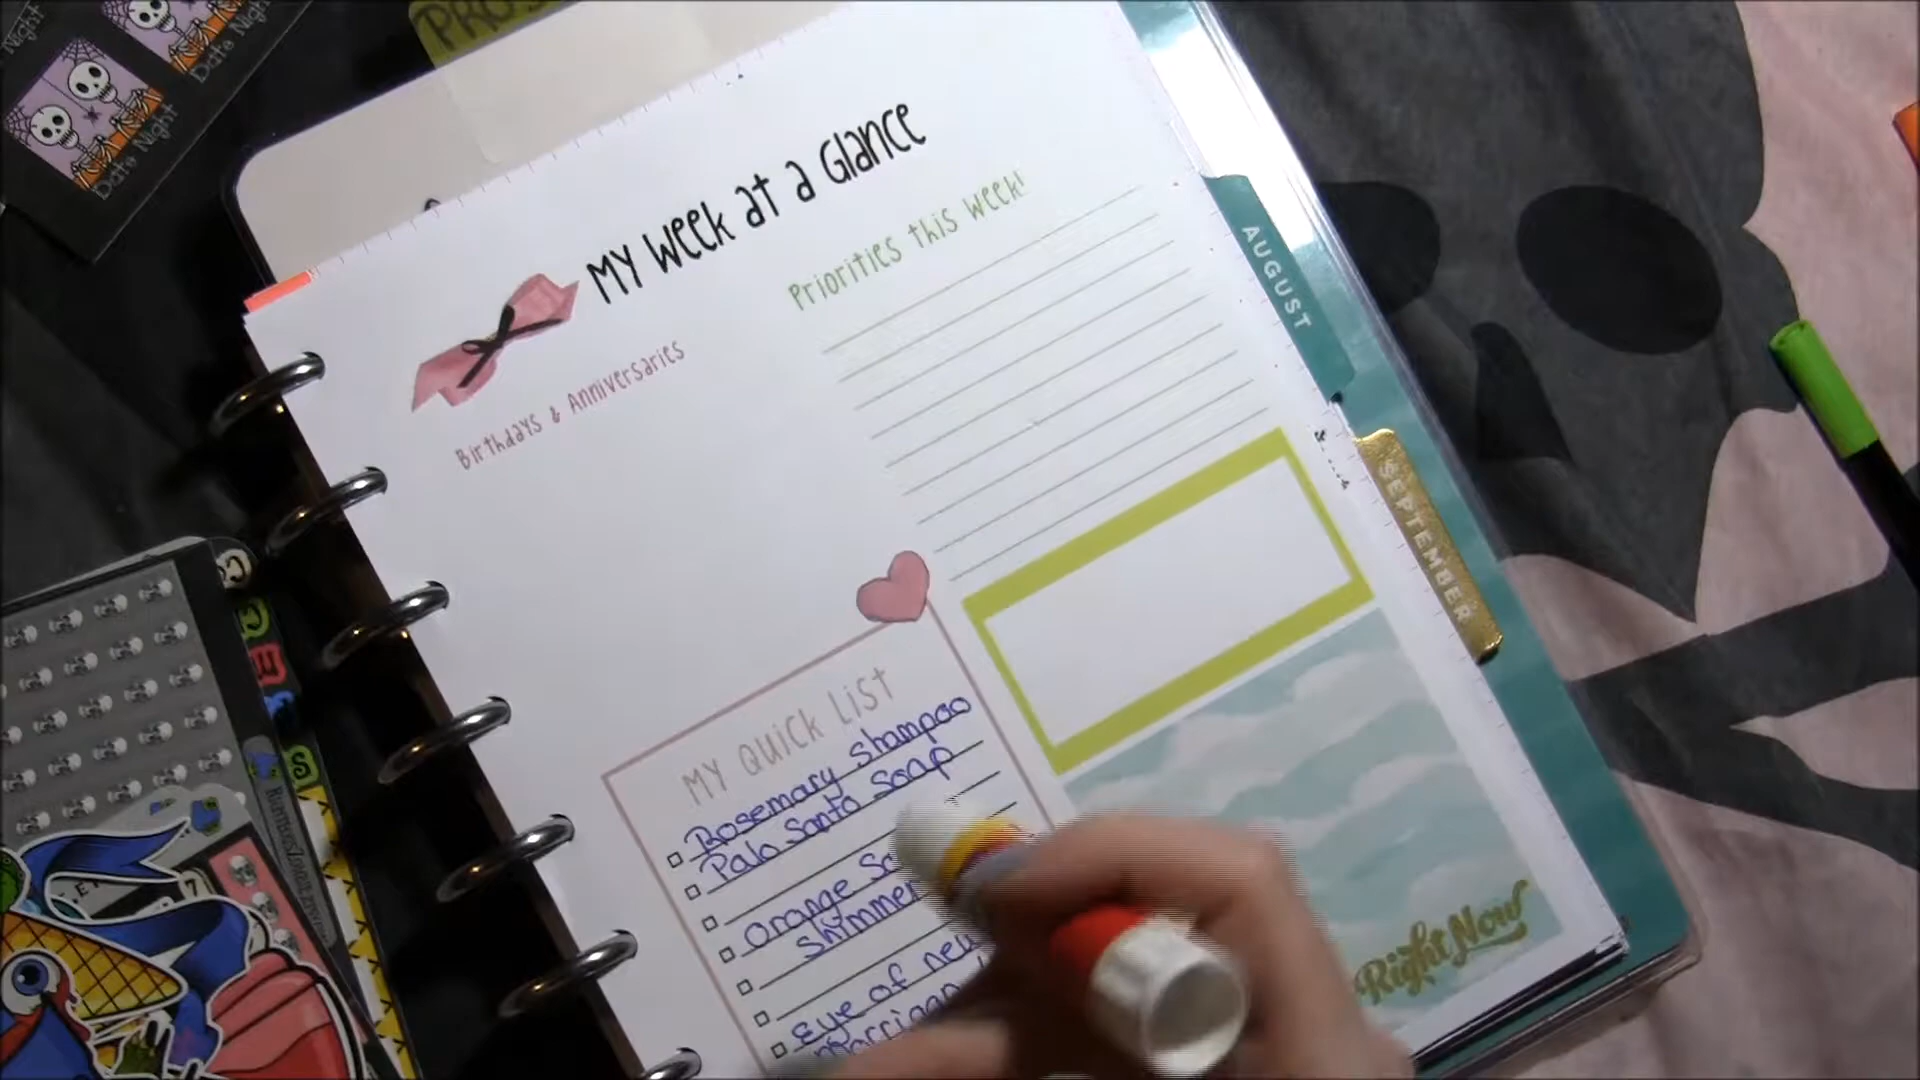 Night
Date Night
Date Night
MY week at a Glance
Priorities this week!
Birthdays & Anniversaries
AUGUST
SEPTEMBER
MY QUICK LIST
Rosemary Shampoo
Palo Santo Soap
Orange
Shimmer
Eye of
Right Now